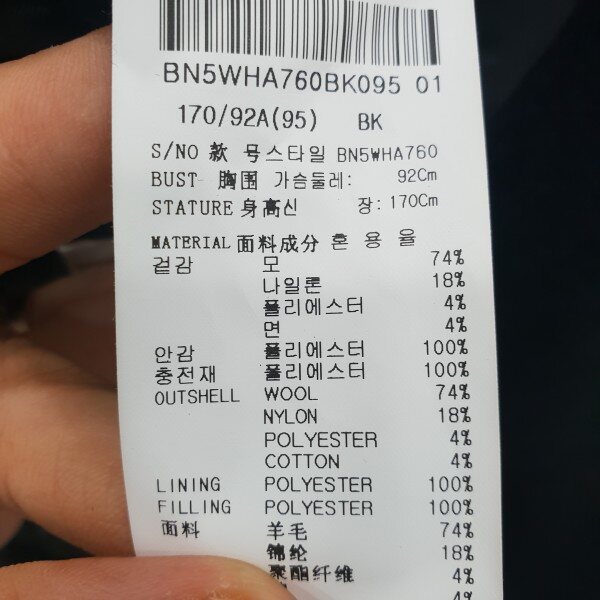 BN5WHA760BK095 01
170/92A(95) BK
S/NO 款 号스타일 BN5WHA760
BUST 胸围 가슴둘레: 92Cm
STATURE 身高신 장: 170Cm
MATERIAL 面料成分 혼 용 율
겉감 모 74%
나일론 18%
폴리에스터 4%
면 4%
안감 폴리에스터 100%
충전재 폴리에스터 100%
OUTSHELL WOOL 74%
NYLON 18%
POLYESTER 4%
COTTON 4%
LINING POLYESTER 100%
FILLING POLYESTER 100%
面料 羊毛 74%
锦纶 18%
聚酯纤维 4%
4%